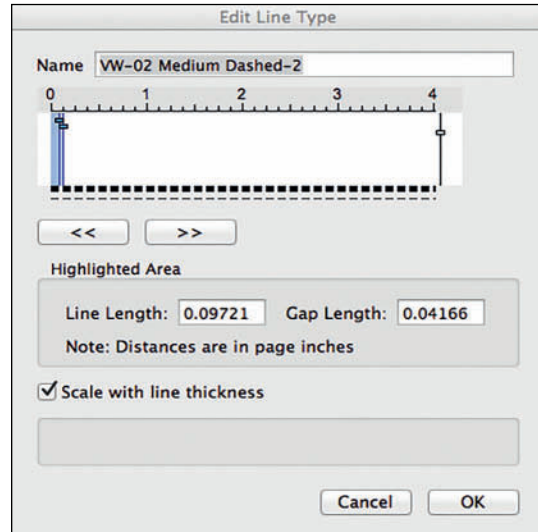 Edit Line Type
Name VW-02 Medium Dashed-2
0 1 2 3 4
<< >>
Highlighted Area
Line Length: 0.09721 Gap Length: 0.04166
Note: Distances are in page inches
Scale with line thickness
Cancel OK